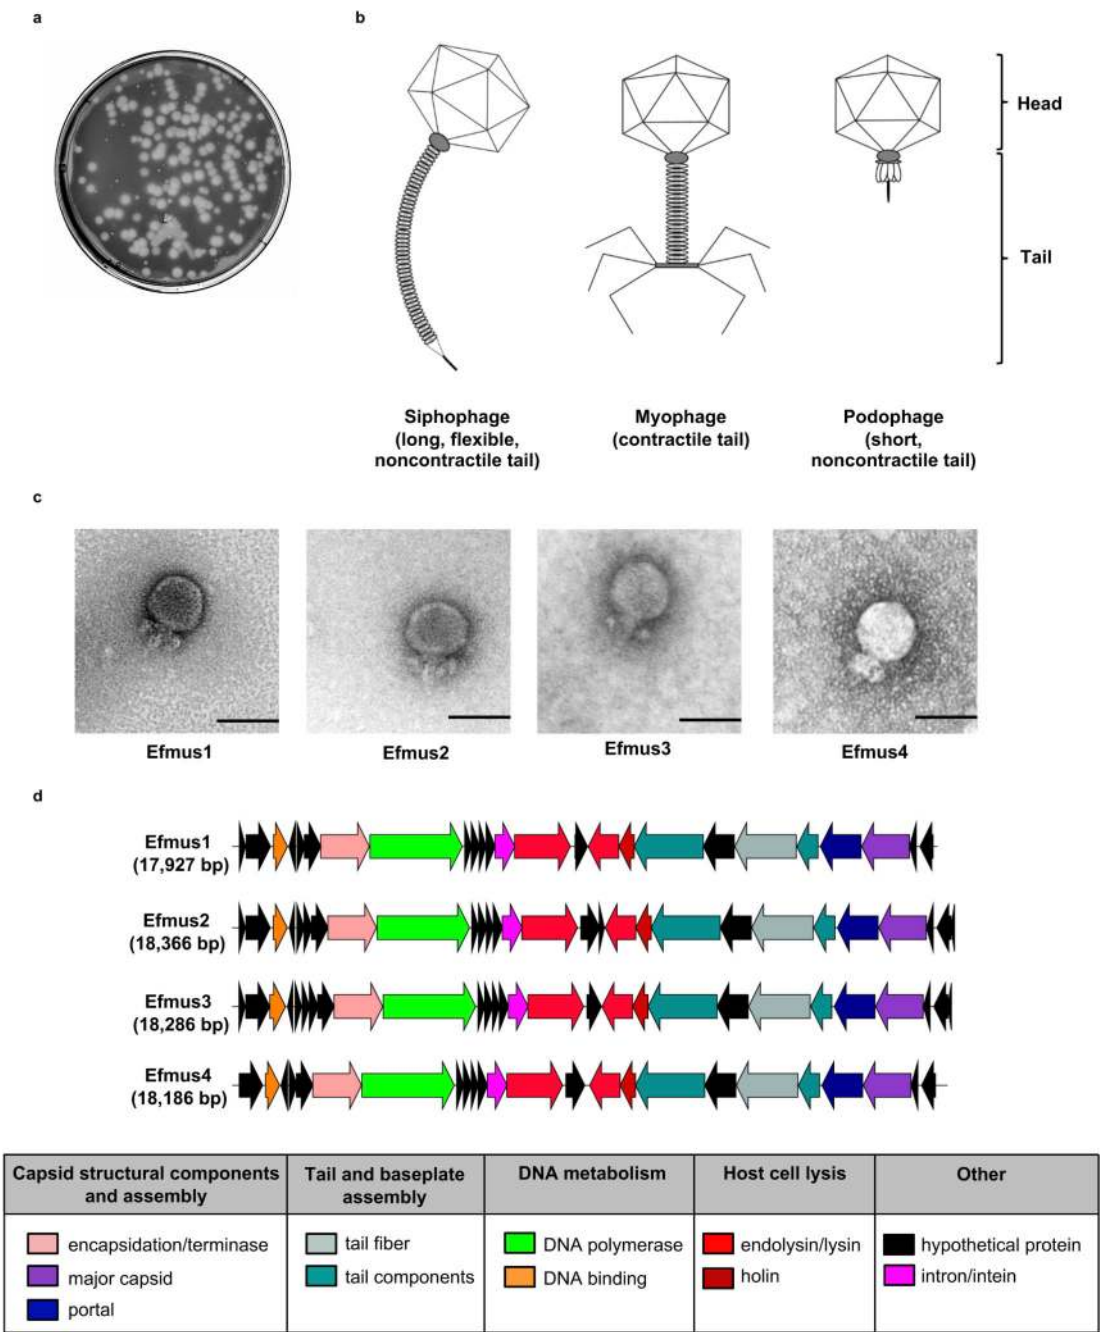 a
b
Head
Tail
Siphophage
(long, flexible,
noncontractile tail)
Myophage
(contractile tail)
Podophage
(short,
noncontractile tail)
c
Efmus1
Efmus2
Efmus3
Efmus4
d
Efmus1
(17,927 bp)
Efmus2
(18,366 bp)
Efmus3
(18,286 bp)
Efmus4
(18,186 bp)
Capsid structural components
and assembly
Tail and baseplate
assembly
DNA metabolism
Host cell lysis
Other
encapsidation/terminase
major capsid
portal
tail fiber
tail components
DNA polymerase
DNA binding
endolysin/lysin
holin
hypothetical protein
intron/intein